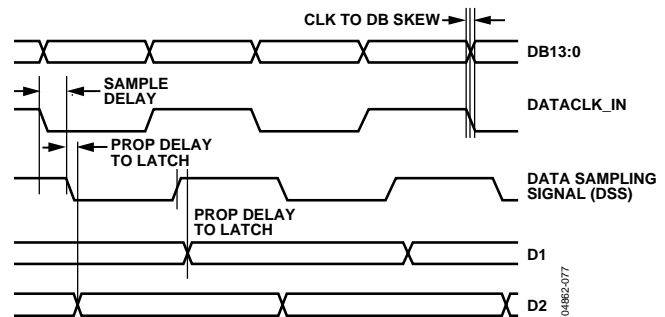 CLK TO DB SKEW
DB13:0
SAMPLE
DELAY
DATACLK_IN
PROP DELAY
TO LATCH
DATA SAMPLING
SIGNAL (DSS)
PROP DELAY
TO LATCH
D1
D2
04862-077